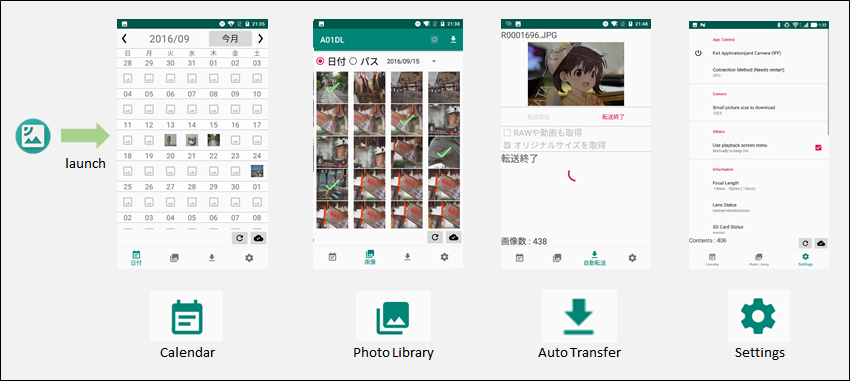 launch
21:35
2016/09
今月
日 月 火 水 木 金 土
28 29 30 31 01 02 03
04 05 06 07 08 09 10
11 12 13 14 15 16 17
18 19 20 21 22 23 24
25 26 27 28 29 30 01
02 03 04 05 06 07 08
日付
Calendar
21:38
A01DL
日付 パス 2016/09/15
画像
Photo Library
21:48
R0001696.JPG
転送開始 転送終了
RAWや動画も取得
オリジナルサイズを取得
転送終了
画像数 : 438
自動転送
Auto Transfer
1:33
App. Control
Exit Application(and Camera OFF)
Connection Method (Needs restart)
OPC
Camera
Small picture size to download
1024
Others
Use playback screen menu
Normally to keep ON.
Information
Focal Length
Lens Status
SD Card Status
normal
Contents : 406
Calendar Photo Library Settings
Settings